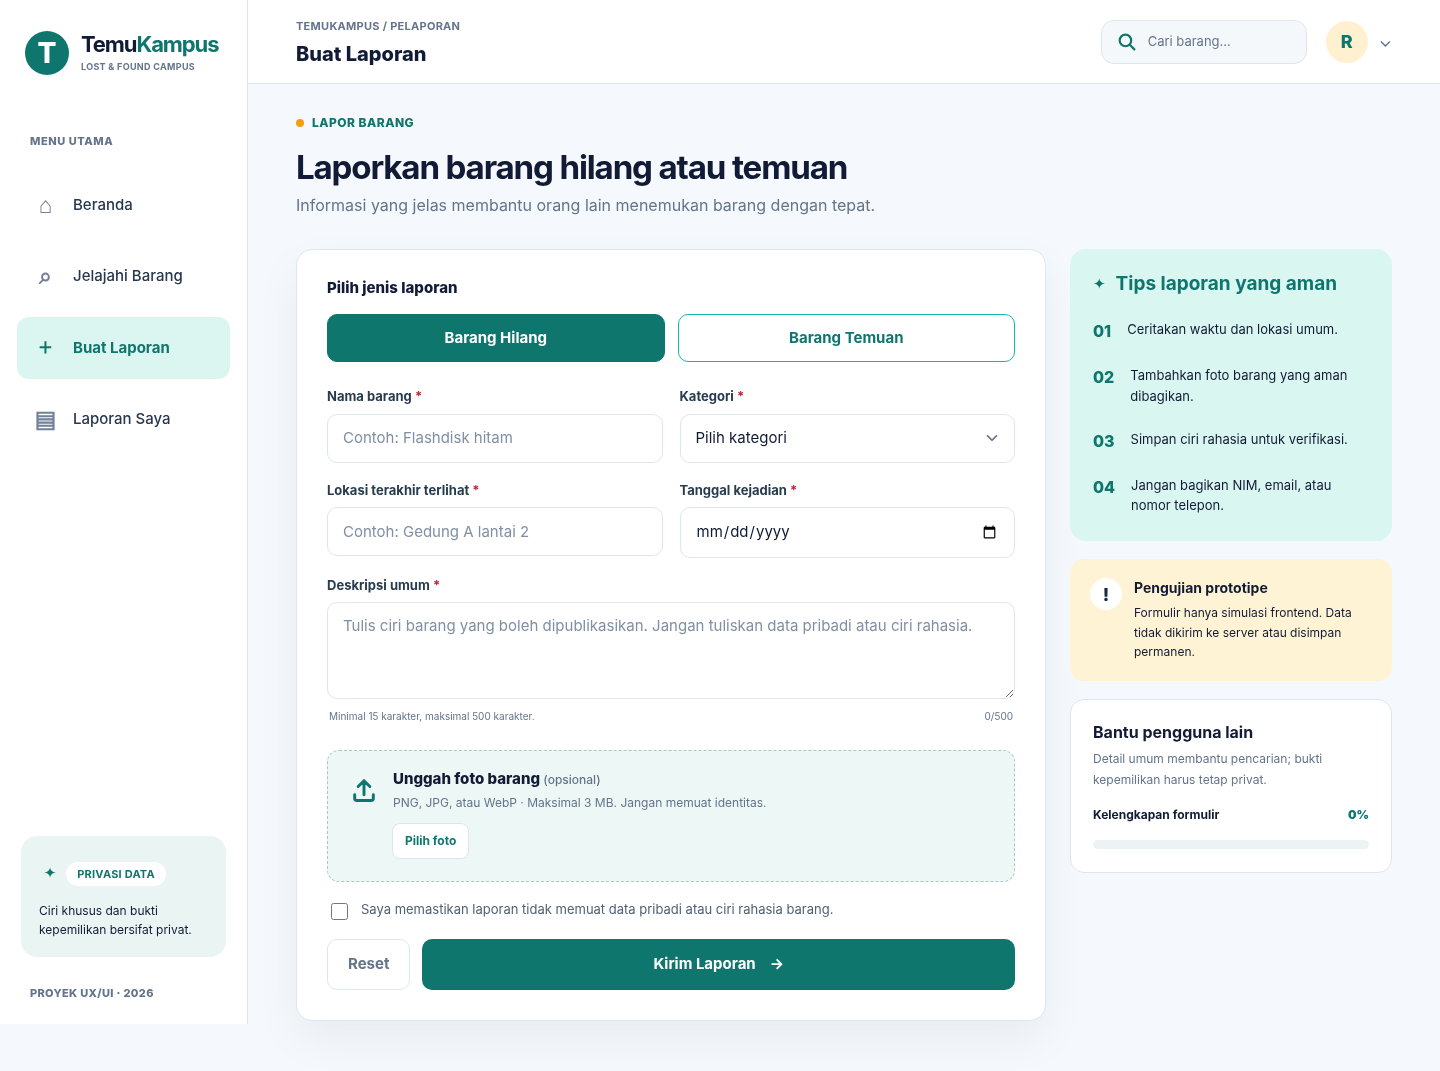 T
TemuKampus
LOST & FOUND CAMPUS
MENU UTAMA
Beranda
Jelajahi Barang
Buat Laporan
Laporan Saya
PRIVASI DATA
Ciri khusus dan bukti
kepemilikan bersifat privat.
PROYEK UX/UI · 2026
TEMUKAMPUS / PELAPORAN
Buat Laporan
Cari barang...
R
LAPOR BARANG
Laporkan barang hilang atau temuan
Informasi yang jelas membantu orang lain menemukan barang dengan tepat.
Pilih jenis laporan
Barang Hilang
Barang Temuan
Nama barang *
Kategori *
Contoh: Flashdisk hitam
Pilih kategori
Lokasi terakhir terlihat *
Tanggal kejadian *
Contoh: Gedung A lantai 2
mm/dd/yyyy
Deskripsi umum *
Tulis ciri barang yang boleh dipublikasikan. Jangan tuliskan data pribadi atau ciri rahasia.
Minimal 15 karakter, maksimal 500 karakter.
0/500
Unggah foto barang (opsional)
PNG, JPG, atau WebP · Maksimal 3 MB. Jangan memuat identitas.
Pilih foto
Saya memastikan laporan tidak memuat data pribadi atau ciri rahasia barang.
Reset
Kirim Laporan →
Tips laporan yang aman
01 Ceritakan waktu dan lokasi umum.
02 Tambahkan foto barang yang aman
dibagikan.
03 Simpan ciri rahasia untuk verifikasi.
04 Jangan bagikan NIM, email, atau
nomor telepon.
!
Pengujian prototipe
Formulir hanya simulasi frontend. Data
tidak dikirim ke server atau disimpan
permanen.
Bantu pengguna lain
Detail umum membantu pencarian; bukti
kepemilikan harus tetap privat.
Kelengkapan formulir
0%